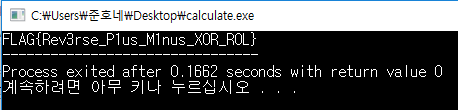 C:\Users\준호네\Desktop\calculate.exe
FLAG{Rev3rse_P1us_M1nus_XOR_ROL}
--------------------------------
Process exited after 0.1662 seconds with return value 0
계속하려면 아무 키나 누르십시오 . . .